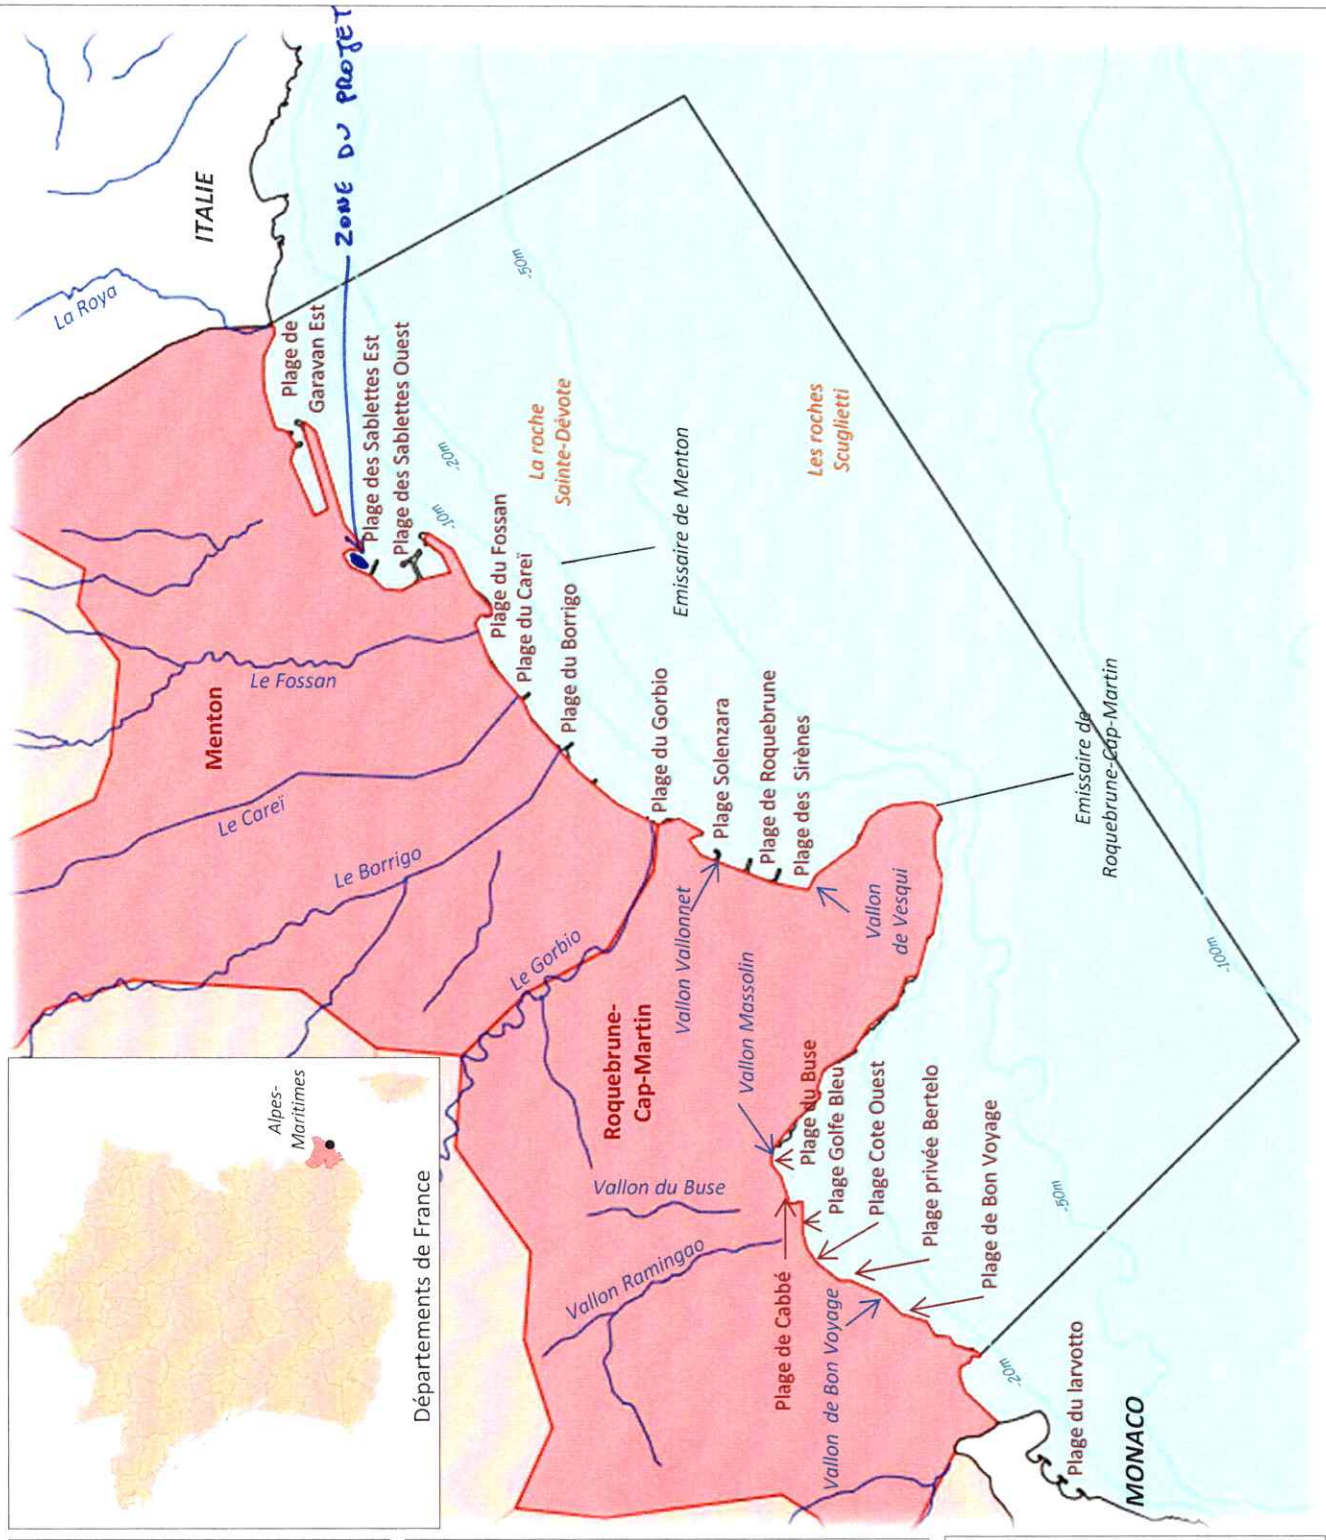 ZONE DU PROJET
ITALIE
La Roya
Plage de
Garavan Est
Plage des Sablettes Est
Plage des Sablettes Ouest
-50m
-20m
-10m
La roche
Sainte-Dévote
Les roches
Scuglietti
Emissaire de Menton
Plage du Fossan
Plage du Careï
Plage du Borrigo
Le Fossan
Menton
Le Careï
Le Borrigo
Le Gorbio
Plage du Gorbio
Plage Solenzara
Plage de Roquebrune
Plage des Sirènes
Emissaire de
Roquebrune-Cap-Martin
Vallon
de Vesqui
Vallon Vallonnet
Vallon Massolin
Roquebrune-
Cap-Martin
-100m
Plage du Buse
Plage Golfe Bleu
Plage Cote Ouest
Plage privée Bertelo
Plage de Bon Voyage
Vallon du Buse
Vallon Ramingao
Plage de Cabbé
Vallon de Bon Voyage
-50m
-20m
Plage du larvotto
MONACO
Alpes-
Maritimes
Départements de France